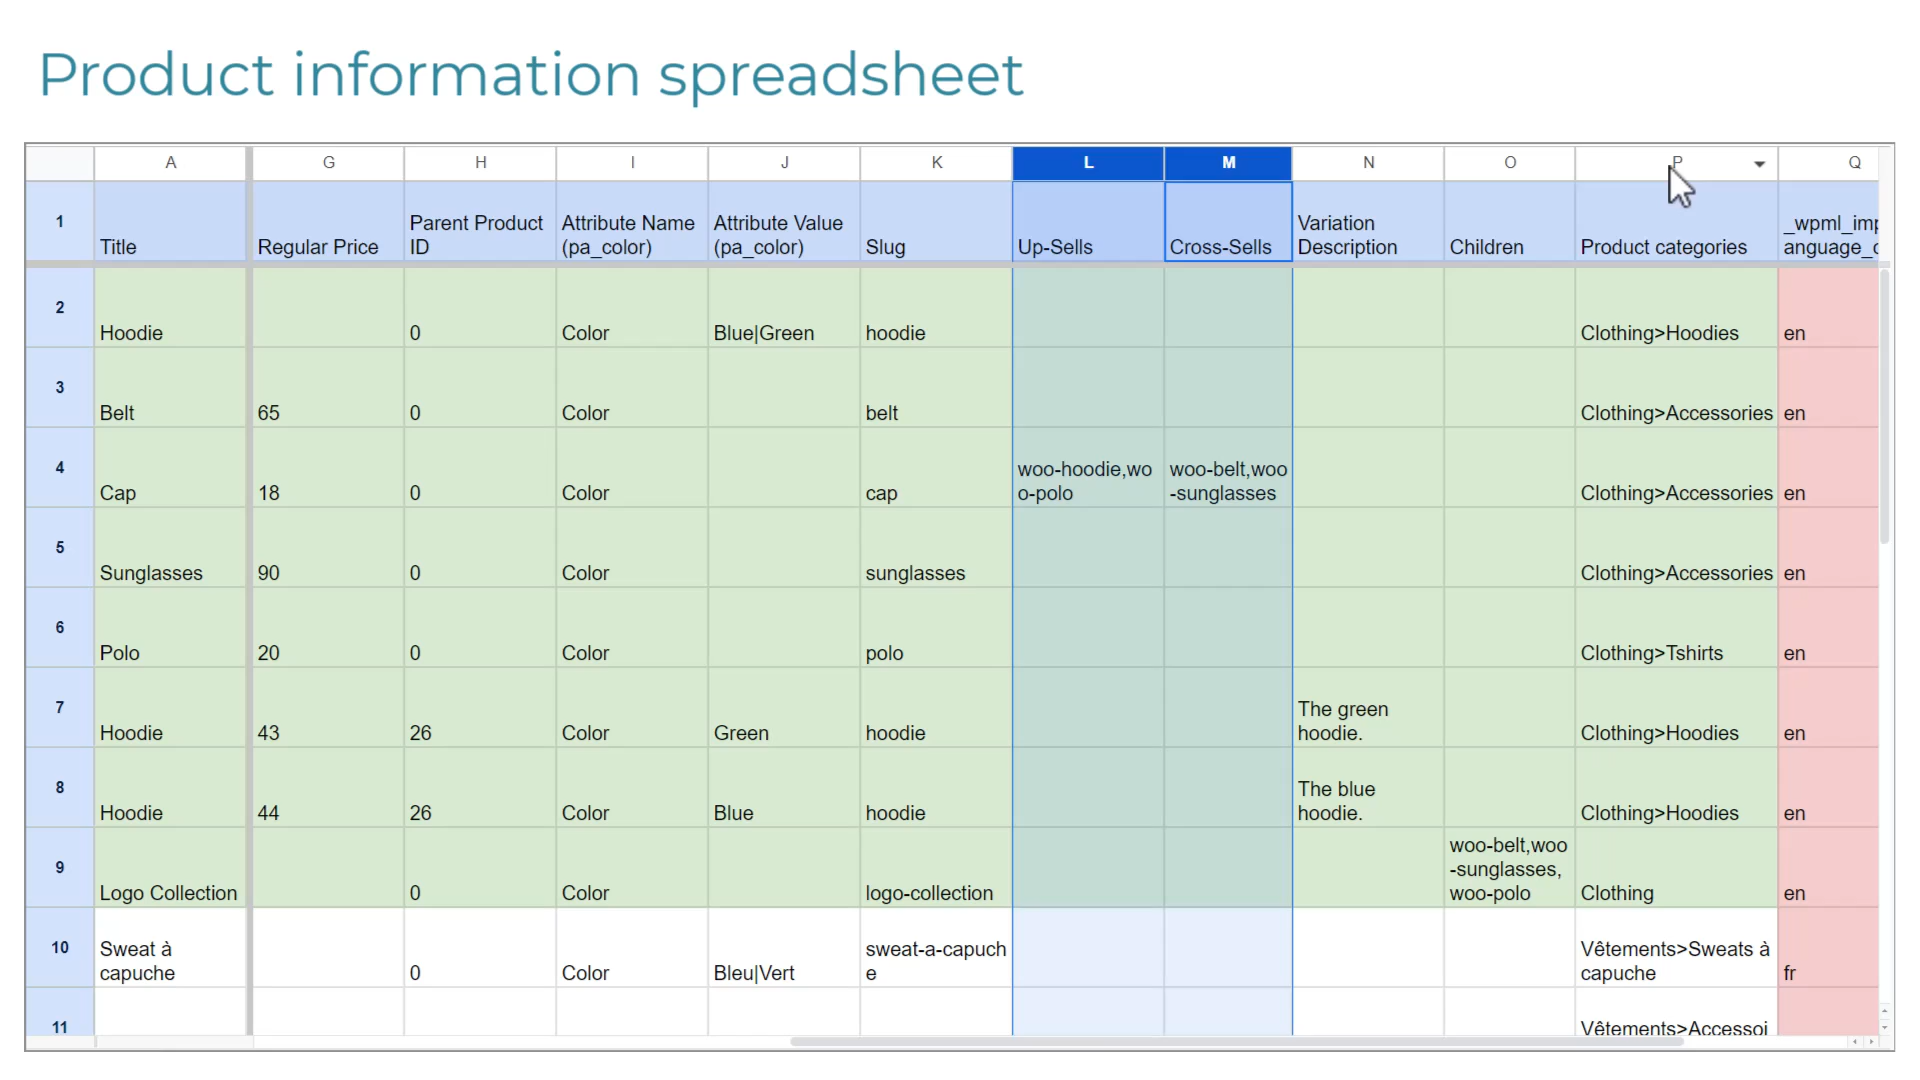 Product information spreadsheet
A G H I J K L M N O P Q
1 Title Regular Price Parent Product ID Attribute Name (pa_color) Attribute Value (pa_color) Slug Up-Sells Cross-Sells Variation Description Children Product categories _wpml_imp anguage_c
2 Hoodie 0 Color Blue|Green hoodie Clothing>Hoodies en
3 Belt 65 0 Color belt Clothing>Accessories en
4 Cap 18 0 Color cap woo-hoodie,woo-polo woo-belt,woo-sunglasses Clothing>Accessories en
5 Sunglasses 90 0 Color sunglasses Clothing>Accessories en
6 Polo 20 0 Color polo Clothing>Tshirts en
7 Hoodie 43 26 Color Green hoodie The green hoodie. Clothing>Hoodies en
8 Hoodie 44 26 Color Blue hoodie The blue hoodie. Clothing>Hoodies en
9 Logo Collection 0 Color logo-collection woo-belt,woo-sunglasses,woo-polo Clothing en
10 Sweat à capuche 0 Color Bleu|Vert sweat-a-capuche Vêtements>Sweats à capuche fr
11 Vêtements>Accessoi